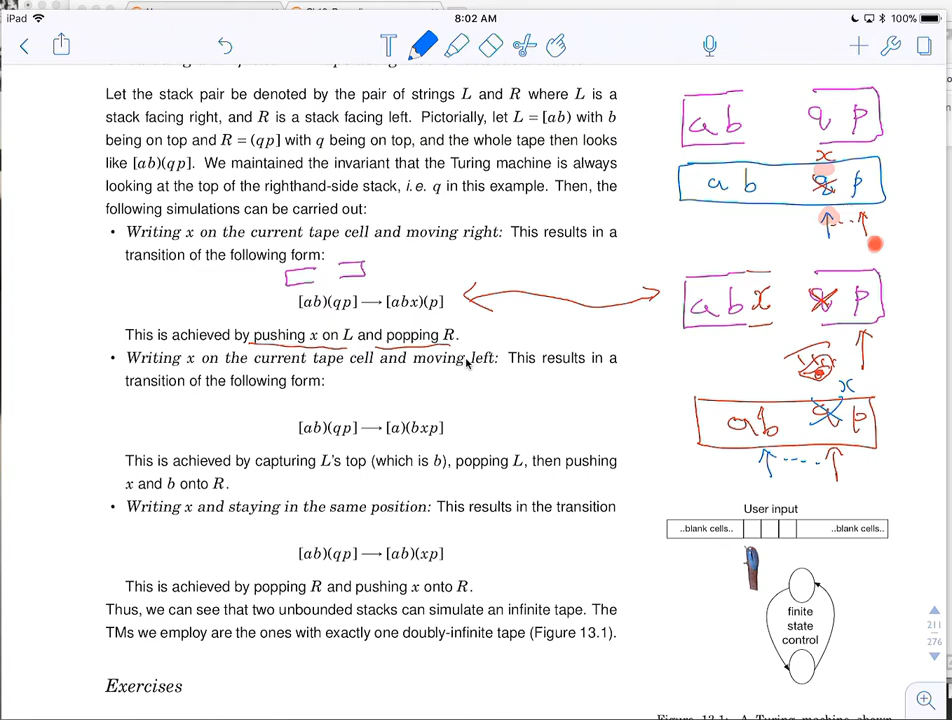 iPad
8:02 AM
100%
T
Let the stack pair be denoted by the pair of strings L and R where L is a
stack facing right, and R is a stack facing left. Pictorially, let L = [ab) with b
being on top and R = (qp] with q being on top, and the whole tape then looks
like [ab)(qp]. We maintained the invariant that the Turing machine is always
looking at the top of the righthand-side stack, i.e. q in this example. Then, the
following simulations can be carried out:
• Writing x on the current tape cell and moving right: This results in a
transition of the following form:
[ab)(qp] → [abx)(p]
This is achieved by pushing x on L and popping R.
• Writing x on the current tape cell and moving left: This results in a
transition of the following form:
[ab)(qp] → [a)(bxp]
This is achieved by capturing L's top (which is b), popping L, then pushing
x and b onto R.
• Writing x and staying in the same position: This results in the transition
[ab)(qp] → [ab)(xp]
This is achieved by popping R and pushing x onto R.
Thus, we can see that two unbounded stacks can simulate an infinite tape. The
TMs we employ are the ones with exactly one doubly-infinite tape (Figure 13.1).
Exercises
a b q p
x
a b q p
a b x q p
x
a b q p
User input
..blank cells.. ..blank cells..
finite
state
control
211
276